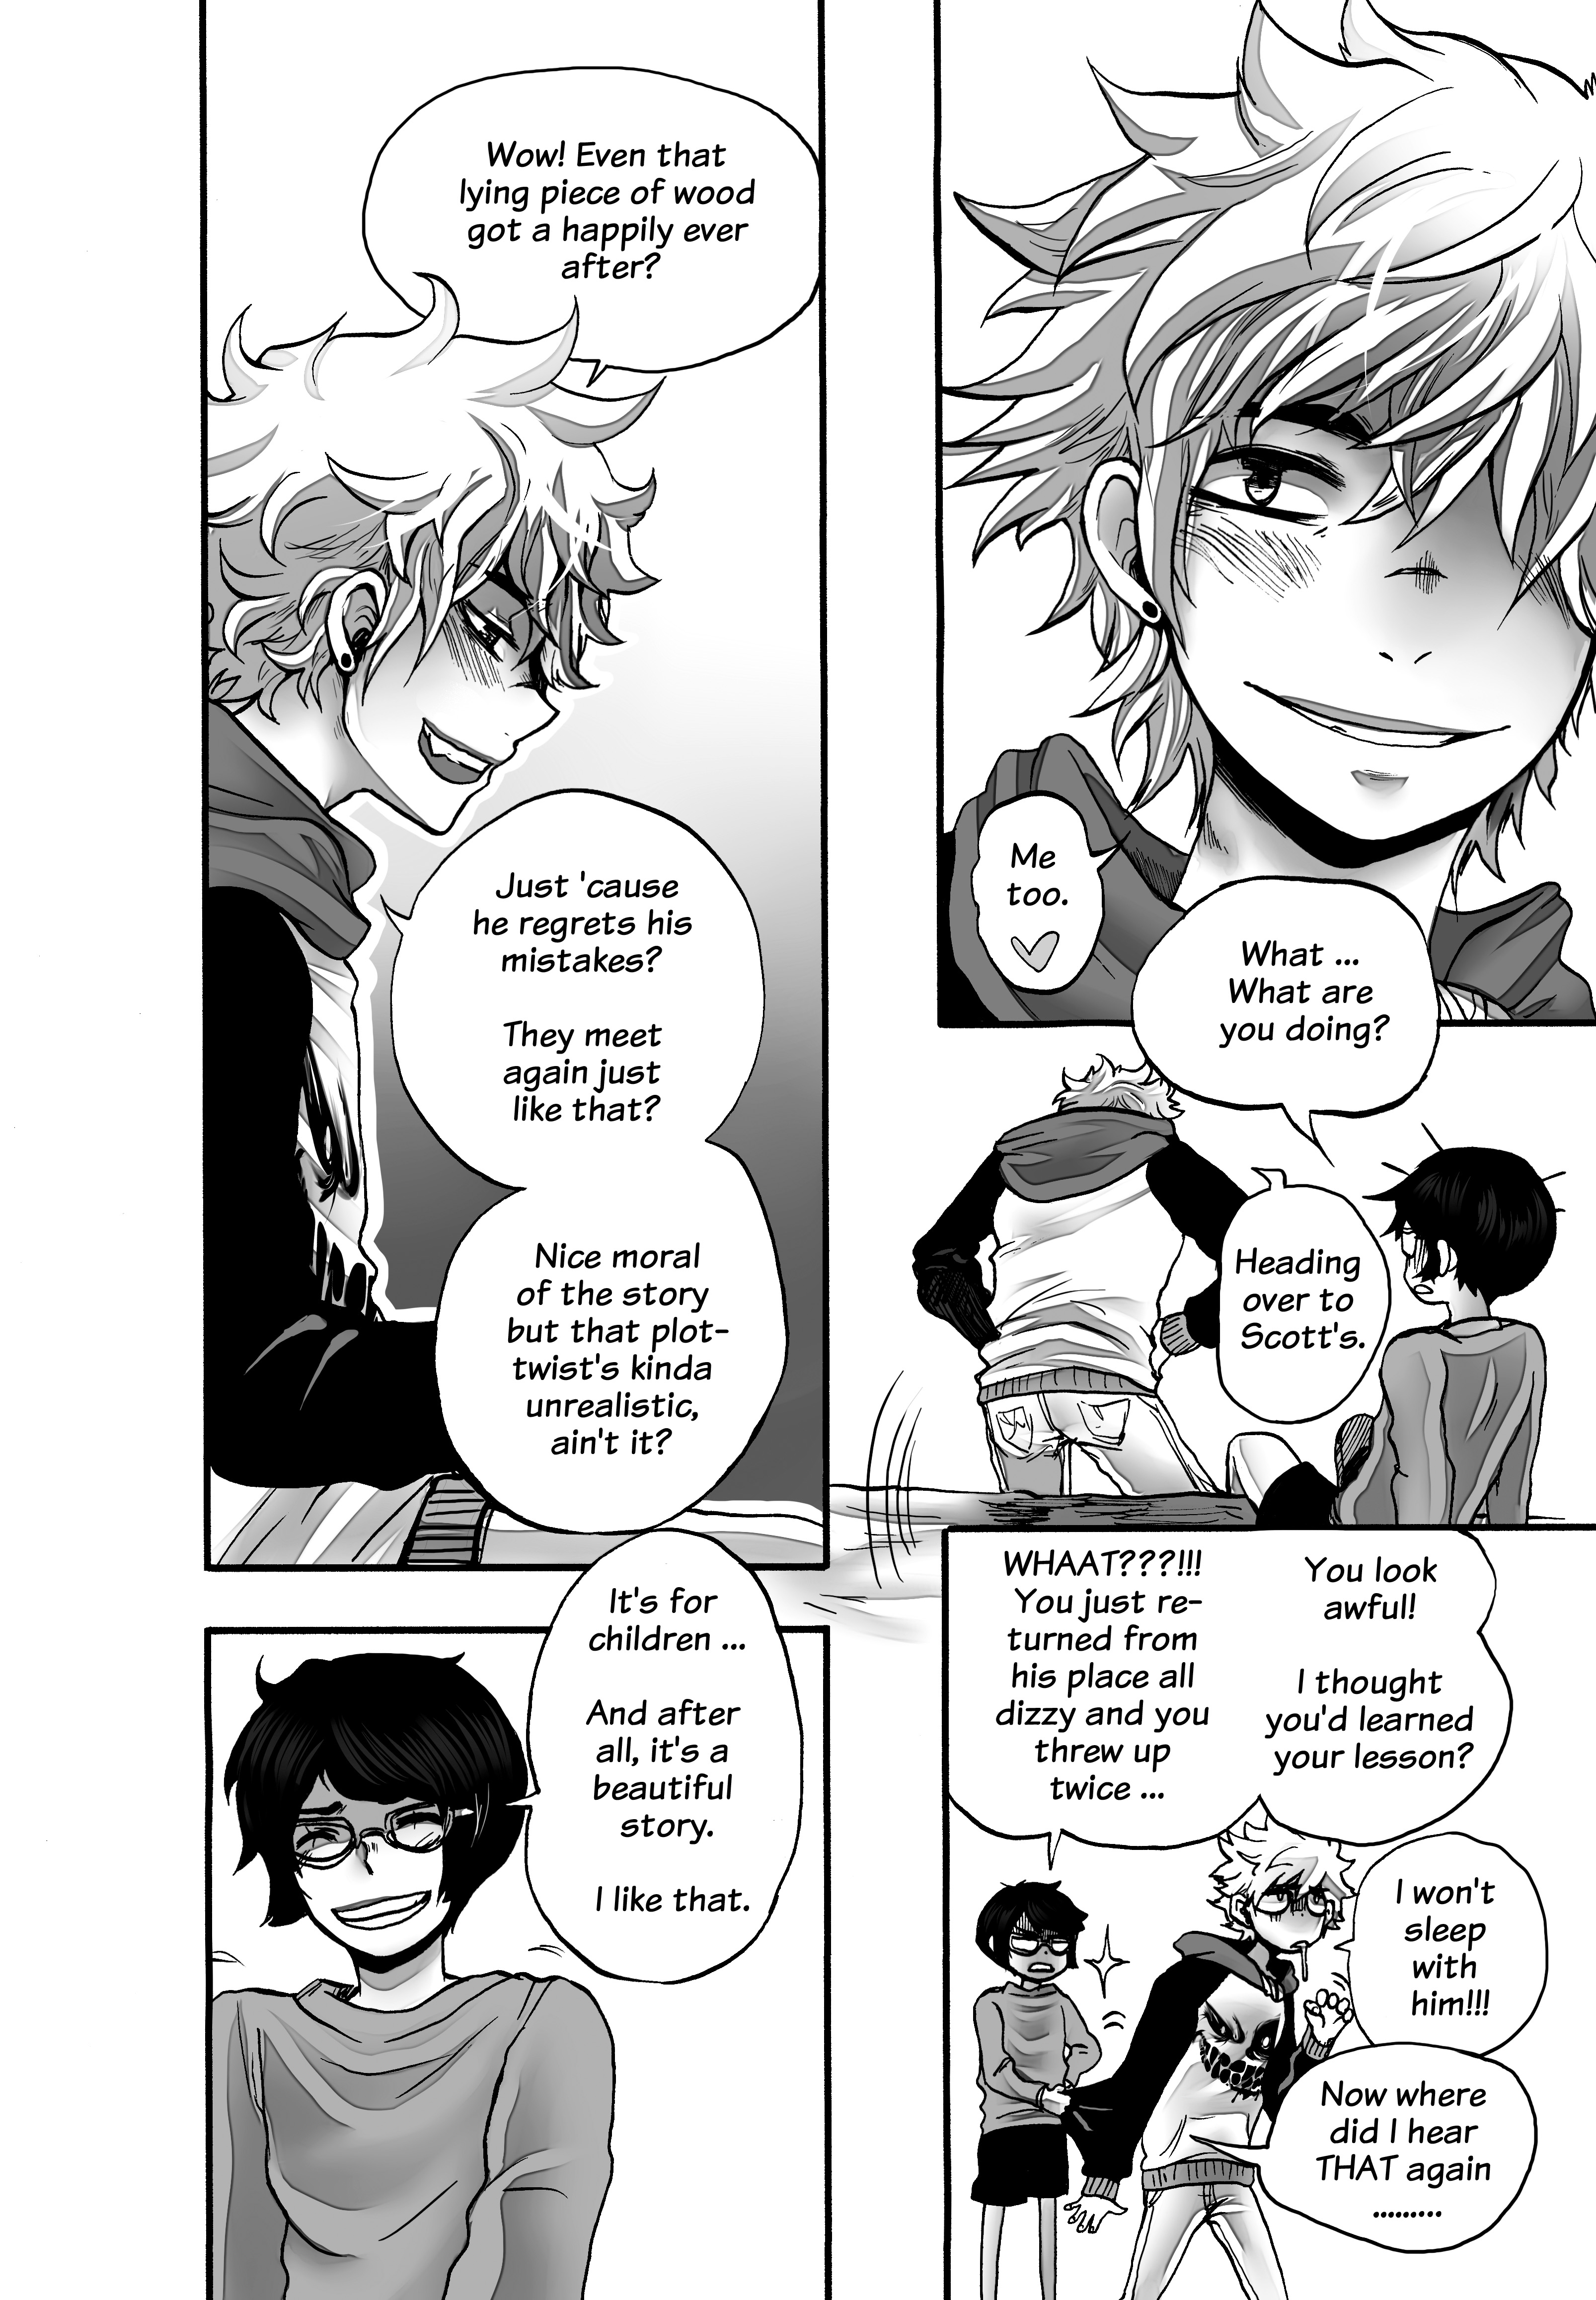 Wow! Even that
lying piece of wood
got a happily ever
after?
Just 'cause
he regrets his
mistakes?
They meet
again just
like that?
Nice moral
of the story
but that plot-
twist's kinda
unrealistic,
ain't it?
It's for
children ...
And after
all, it's a
beautiful
story.
I like that.
Me
too.
What ...
What are
you doing?
Heading
over to
Scott's.
WHAAT???!!!
You just re-
turned from
his place all
dizzy and you
threw up
twice ...
You look
awful!
I thought
you'd learned
your lesson?
I won't
sleep
with
him!!!
Now where
did I hear
THAT again
.........